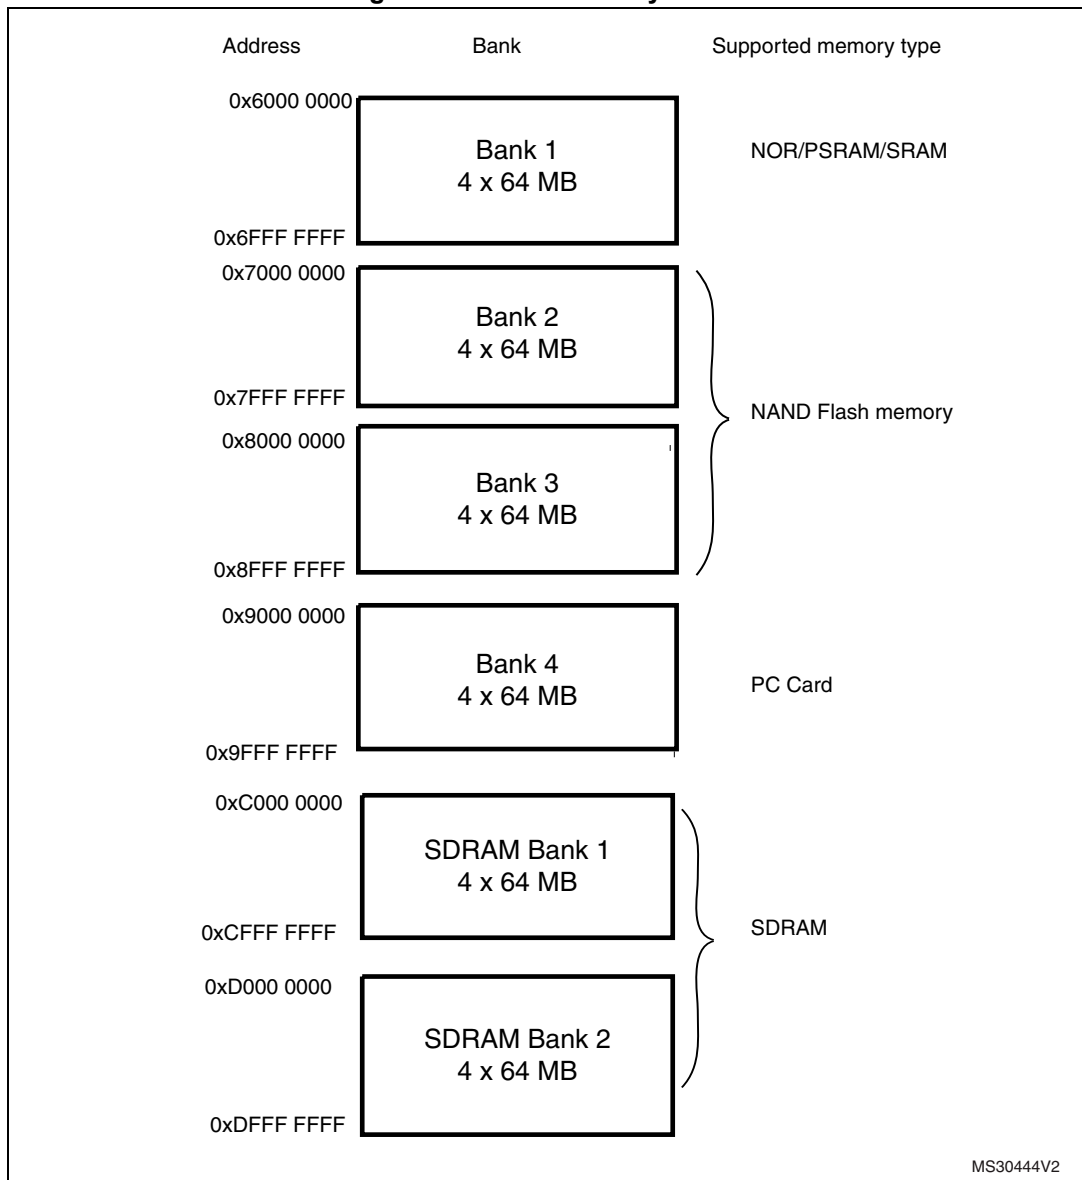 Address Bank Supported memory type
0x6000 0000
Bank 1
4 x 64 MB
NOR/PSRAM/SRAM
0x6FFF FFFF
0x7000 0000
Bank 2
4 x 64 MB
0x7FFF FFFF
NAND Flash memory
0x8000 0000
Bank 3
4 x 64 MB
0x8FFF FFFF
0x9000 0000
Bank 4
4 x 64 MB
PC Card
0x9FFF FFFF
0xC000 0000
SDRAM Bank 1
4 x 64 MB
0xCFFF FFFF
SDRAM
0xD000 0000
SDRAM Bank 2
4 x 64 MB
0xDFFF FFFF
MS30444V2